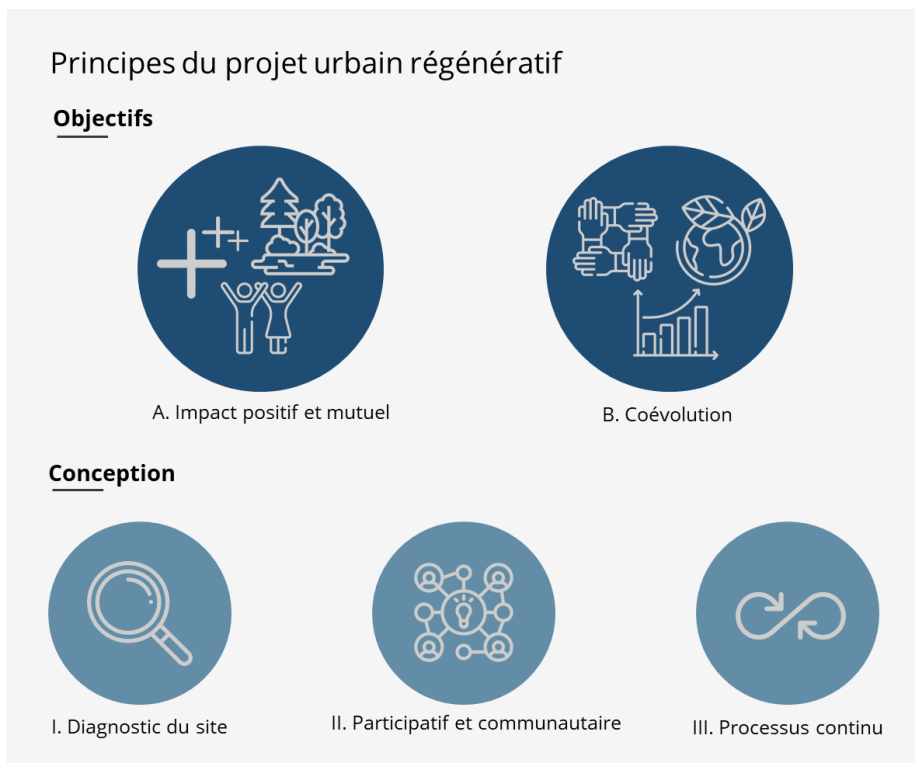 Principes du projet urbain régénératif
Objectifs
A. Impact positif et mutuel
B. Coévolution
Conception
I. Diagnostic du site
II. Participatif et communautaire
III. Processus continu